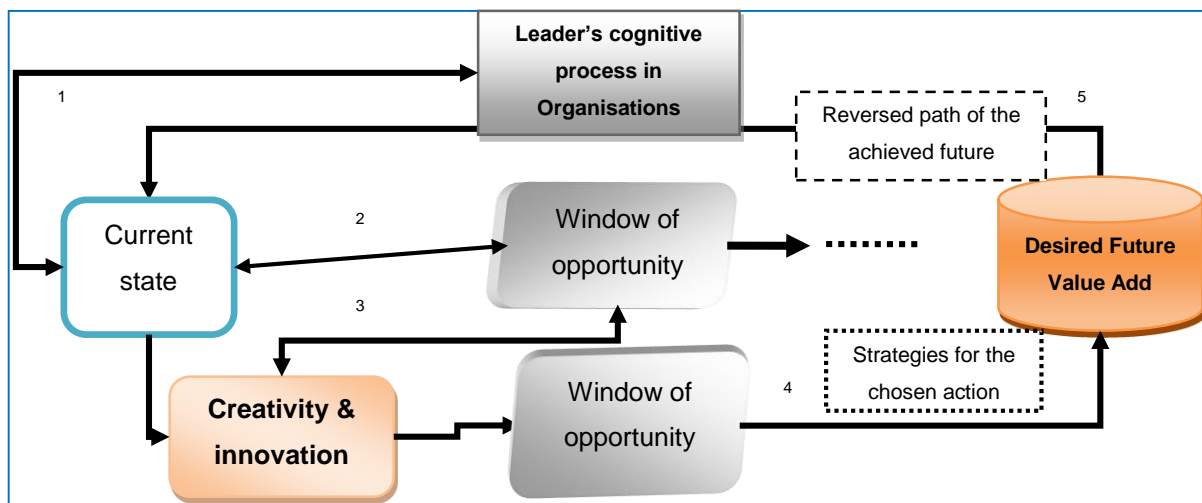 Leader's cognitive
process in
Organisations
1
5
Reversed path of the
achieved future
Current
state
2
Window of
opportunity
Desired Future
Value Add
3
Creativity &
innovation
Window of
opportunity
4
Strategies for the
chosen action